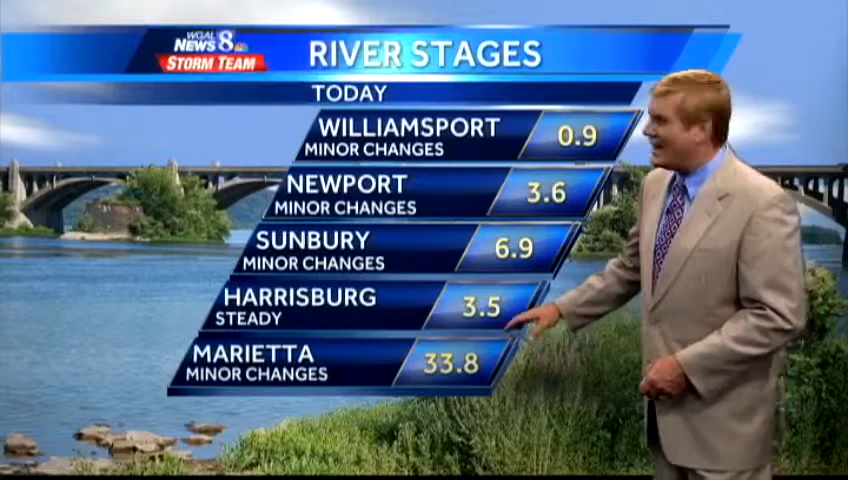 WGAL
NEWS 8
STORM TEAM
RIVER STAGES
TODAY
WILLIAMSPORT
MINOR CHANGES
0.9
NEWPORT
MINOR CHANGES
3.6
SUNBURY
MINOR CHANGES
6.9
HARRISBURG
STEADY
3.5
MARIETTA
MINOR CHANGES
33.8